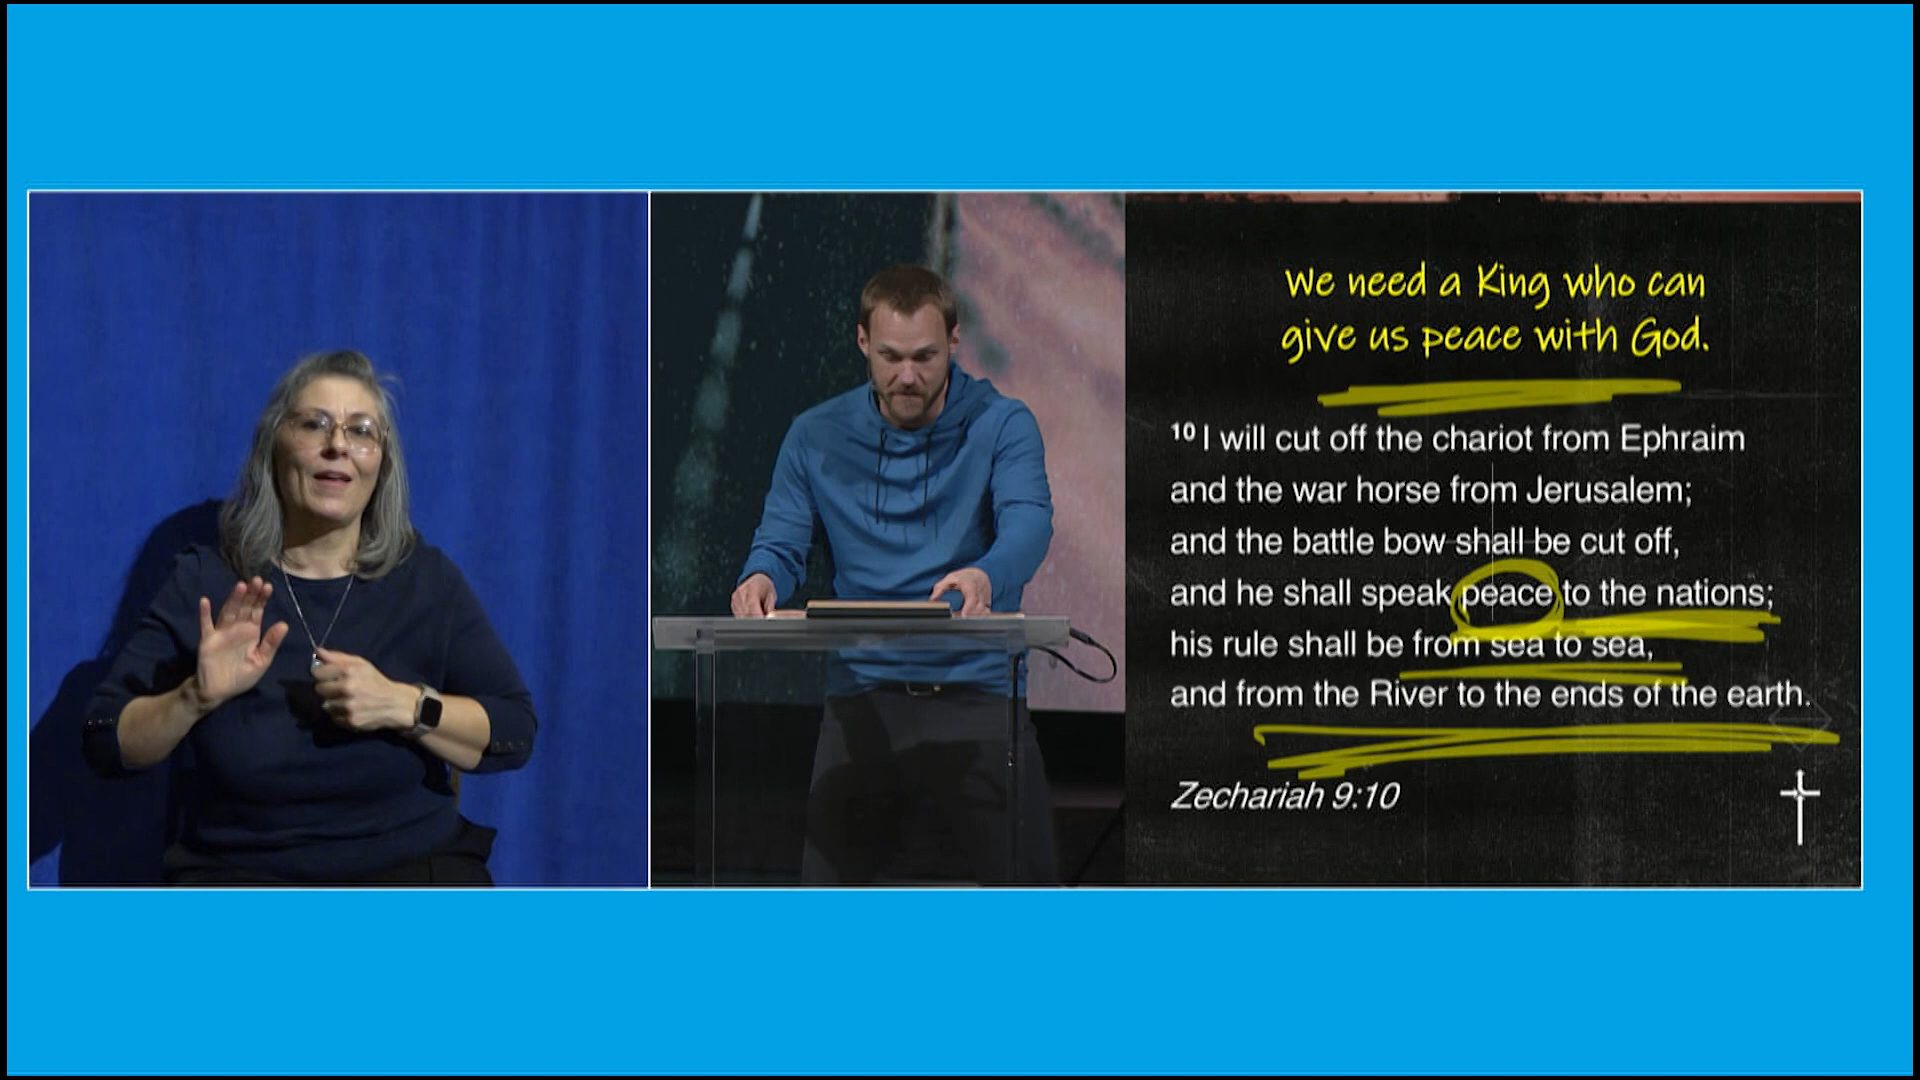 We need a King who can
give us peace with God.
10 I will cut off the chariot from Ephraim
and the war horse from Jerusalem;
and the battle bow shall be cut off,
and he shall speak peace to the nations;
his rule shall be from sea to sea,
and from the River to the ends of the earth.
Zechariah 9:10